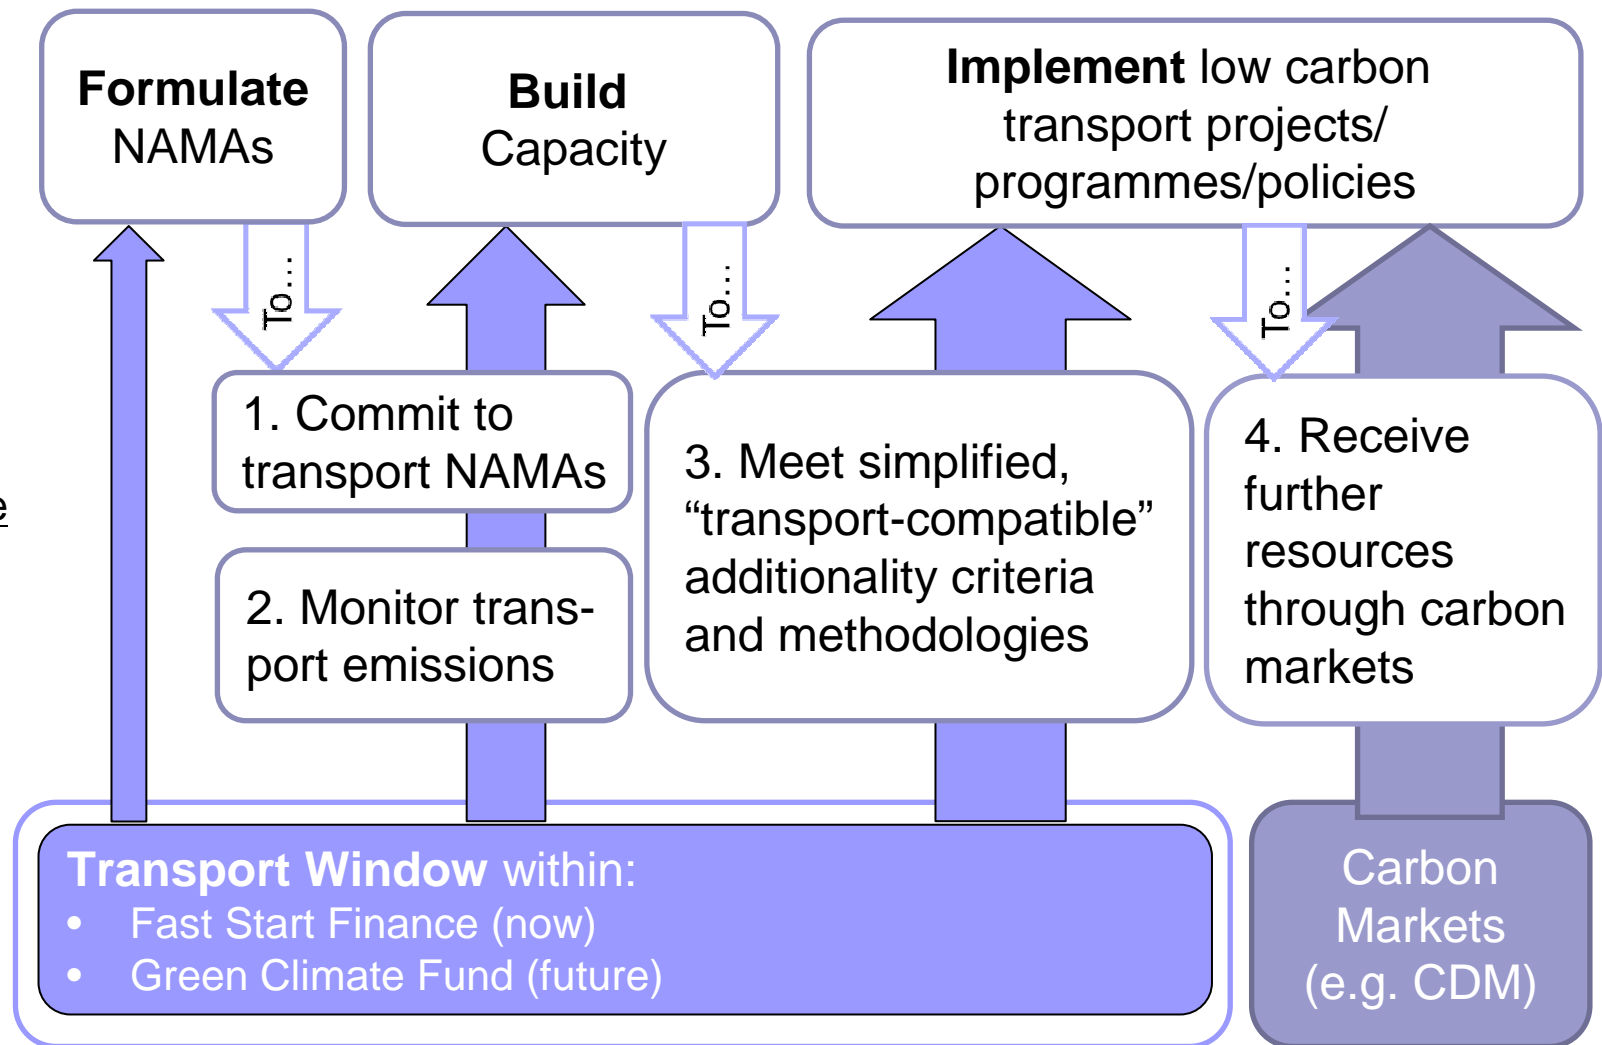 Formulate
NAMAs
Build
Capacity
Implement low carbon
transport projects/
programmes/policies
To…
To…
To…
1. Commit to
transport NAMAs
2. Monitor trans-
port emissions
3. Meet simplified,
“transport-compatible”
additionality criteria
and methodologies
4. Receive
further
resources
through carbon
markets
e
Transport Window within:
• Fast Start Finance (now)
• Green Climate Fund (future)
Carbon
Markets
(e.g. CDM)